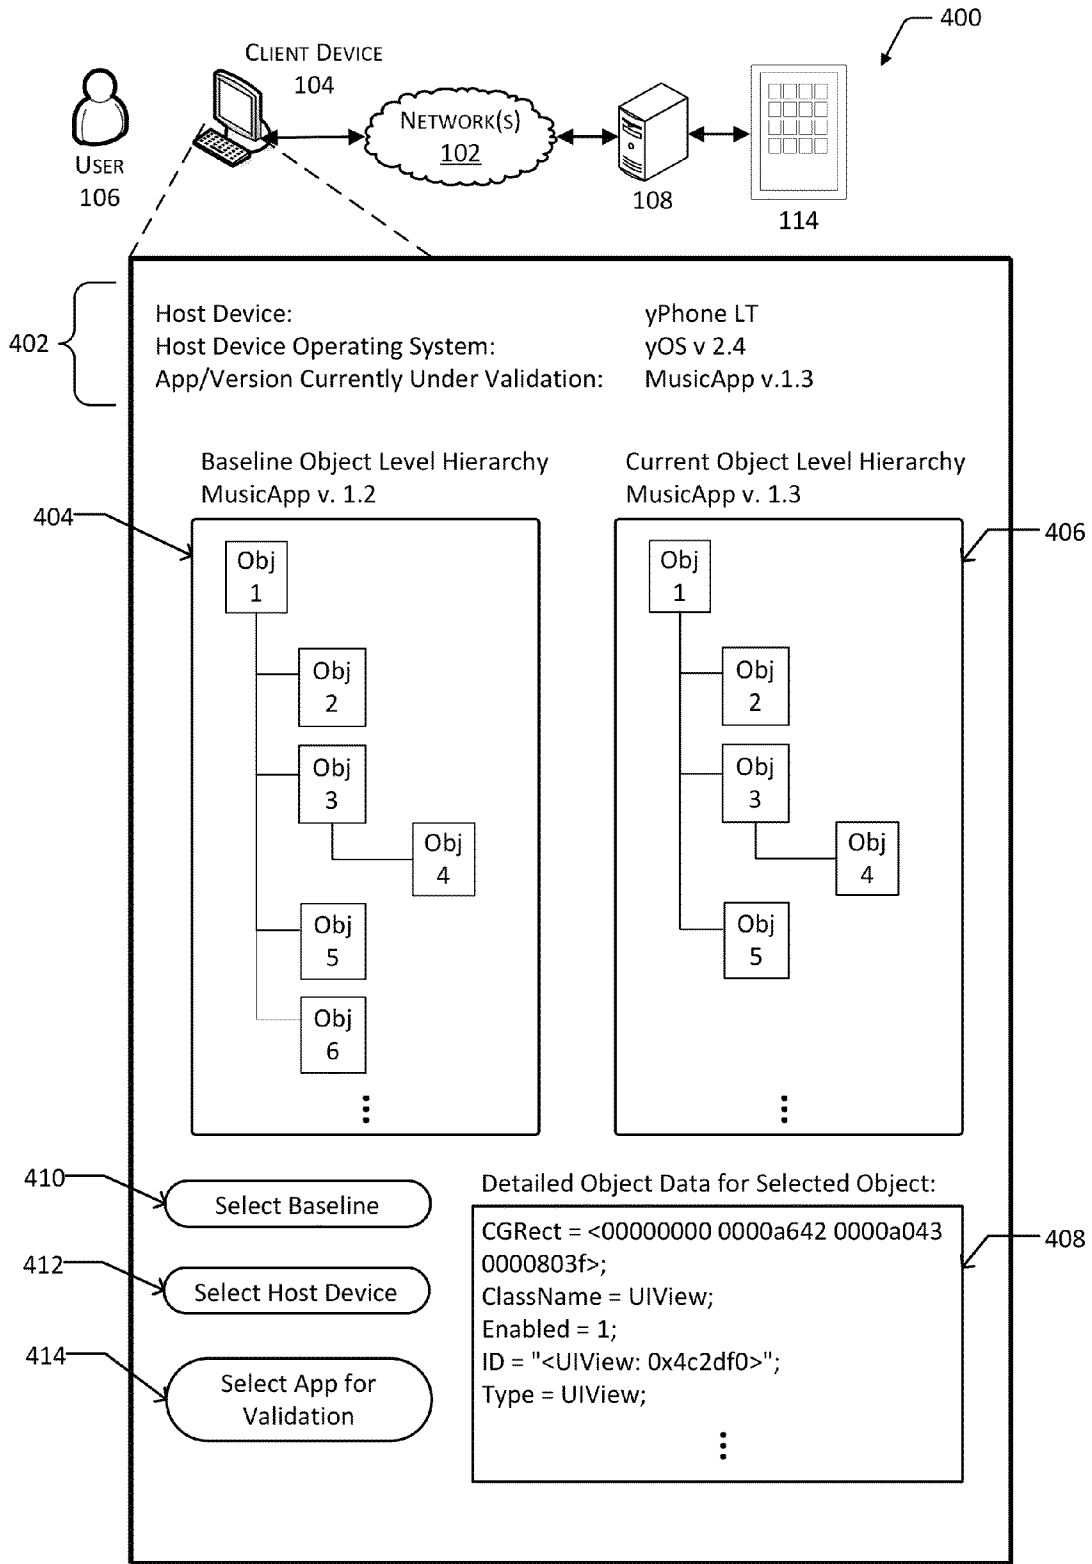 400
CLIENT DEVICE
104
NETWORK(S)
102
USER
106
108
114
402
Host Device: yPhone LT
Host Device Operating System: yOS v 2.4
App/Version Currently Under Validation: MusicApp v.1.3
Baseline Object Level Hierarchy
MusicApp v. 1.2
Current Object Level Hierarchy
MusicApp v. 1.3
404
Obj
1
Obj
2
Obj
3
Obj
4
Obj
5
Obj
6
406
Obj
1
Obj
2
Obj
3
Obj
4
Obj
5
410
Select Baseline
412
Select Host Device
414
Select App for
Validation
Detailed Object Data for Selected Object:
408
CGRect = <00000000 0000a642 0000a043
0000803f>;
ClassName = UIView;
Enabled = 1;
ID = "<UIView: 0x4c2df0>";
Type = UIView;